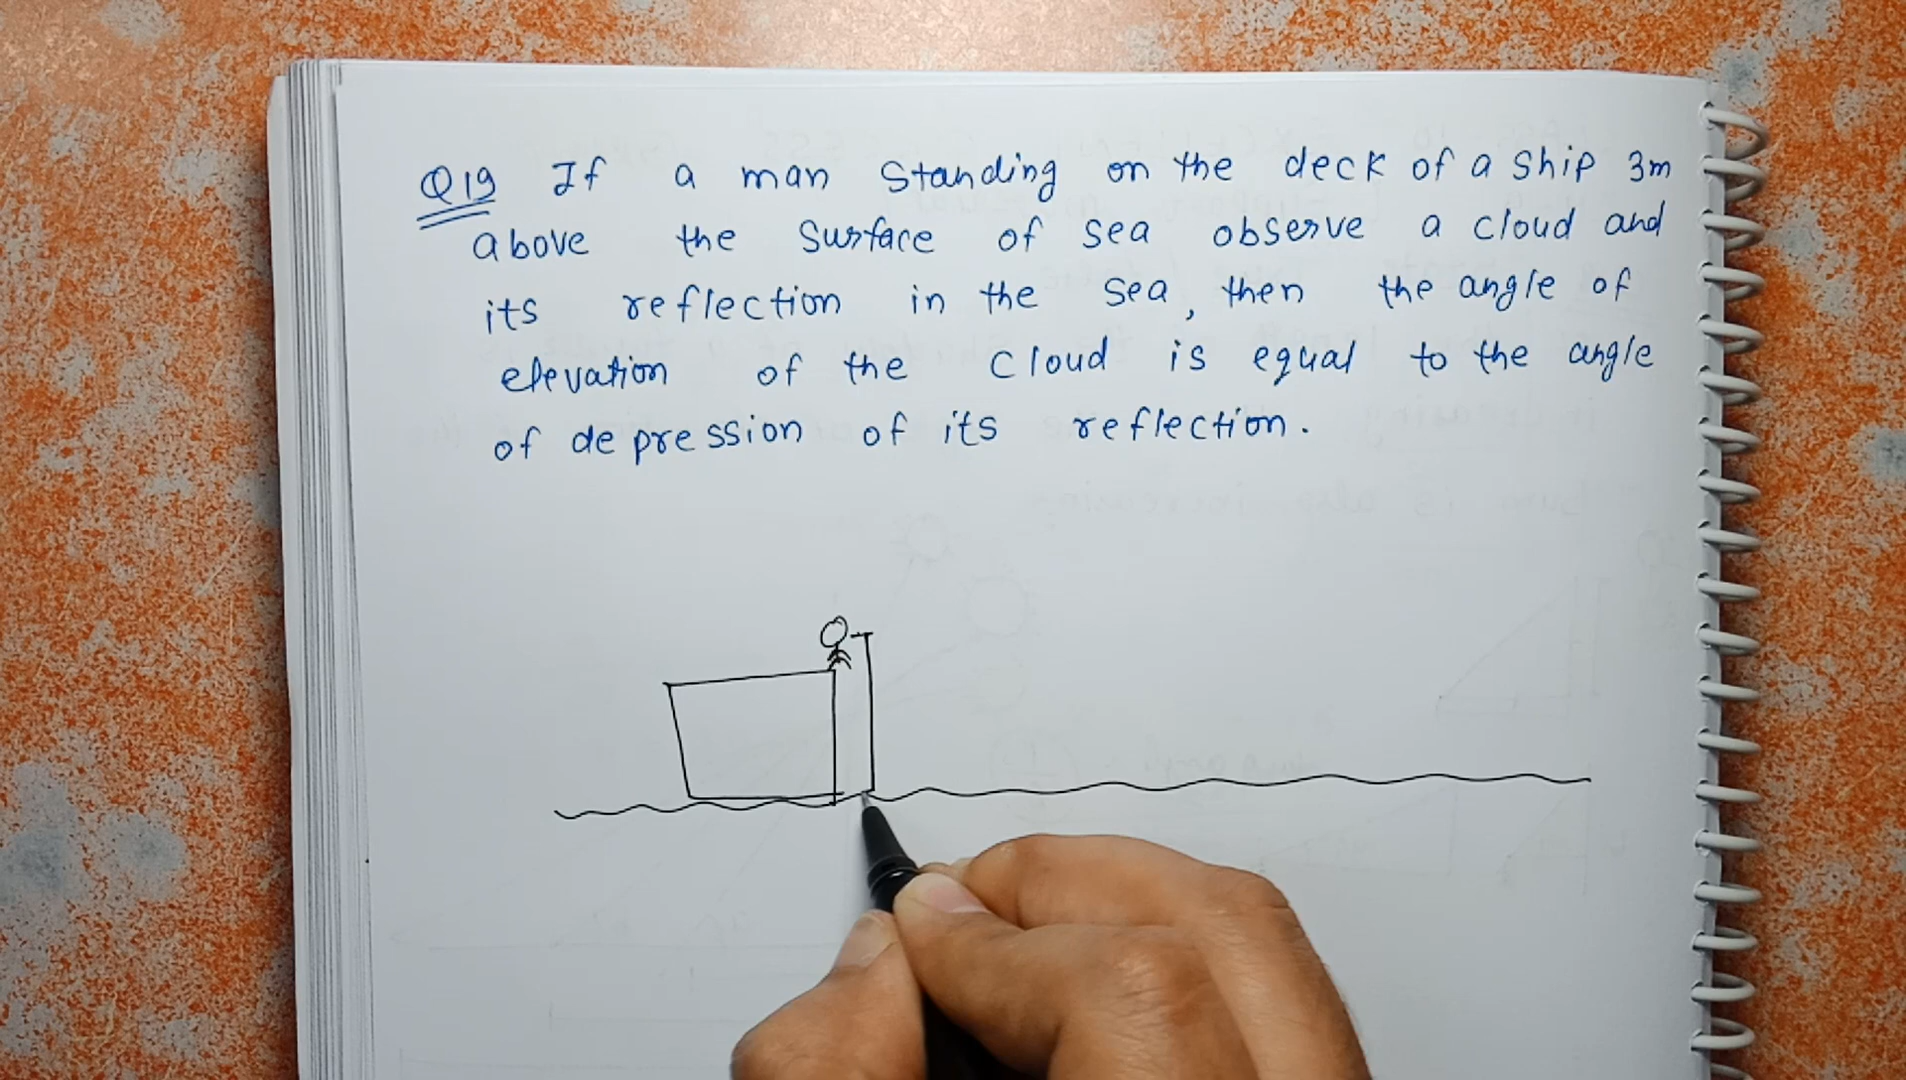 Q19 If a man standing on the deck of a ship 3m
above the surface of sea observe a cloud and
its reflection in the sea, then the angle of
elevation of the cloud is equal to the angle
of depression of its reflection.